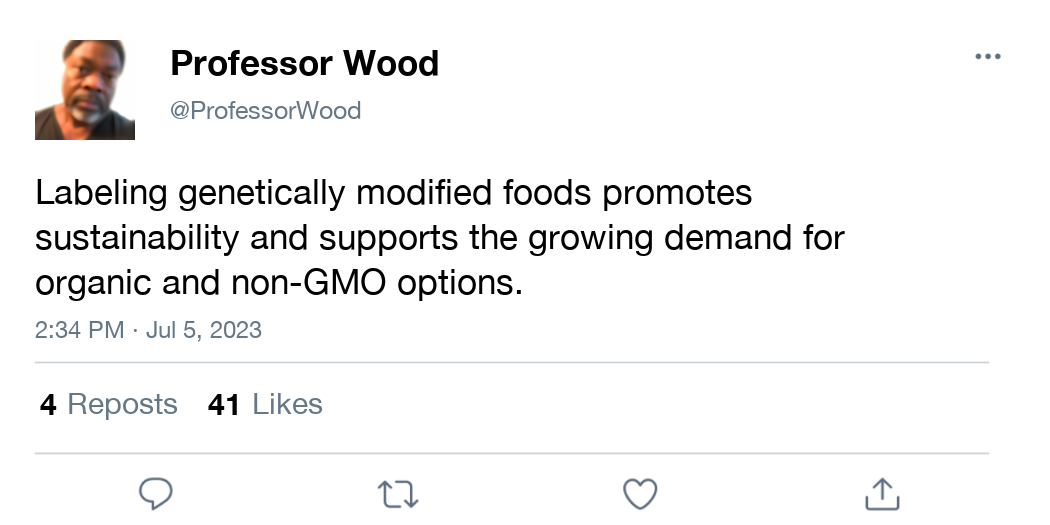 Professor Wood
@ProfessorWood
Labeling genetically modified foods promotes
sustainability and supports the growing demand for
organic and non-GMO options.
2:34 PM · Jul 5, 2023
4 Reposts 41 Likes